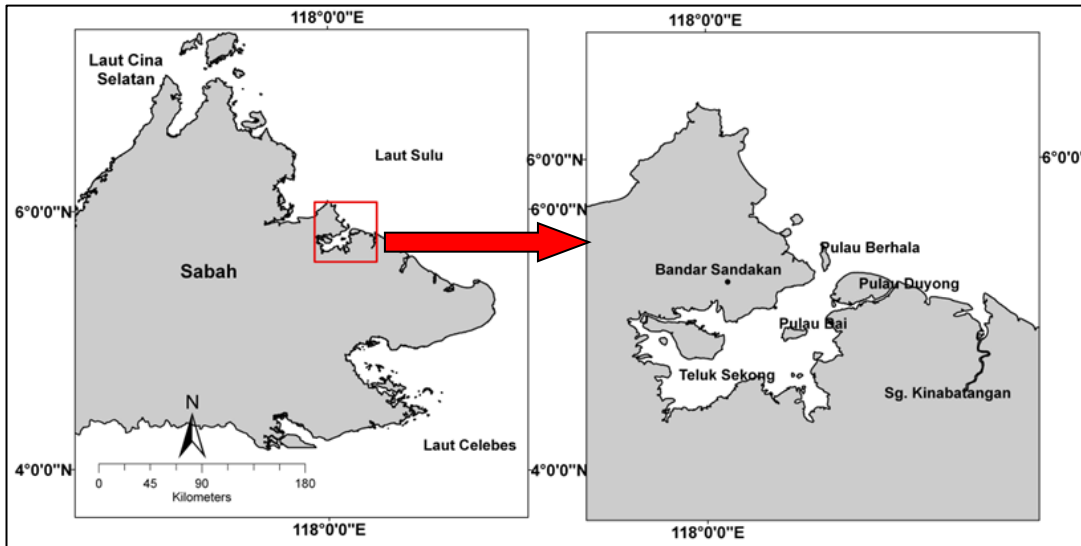 118°0'0"E
118°0'0"E
Laut Cina
Selatan
Laut Sulu
6°0'0"N
6°0'0"N
6°0'0"N
6°0'0"N
Sabah
Pulau Berhala
Bandar Sandakan
Pulau Duyong
Pulau Bai
Teluk Sekong
Sg. Kinabatangan
N
Laut Celebes
4°0'0"N
4°0'0"N
0 45 90 180
Kilometers
118°0'0"E
118°0'0"E